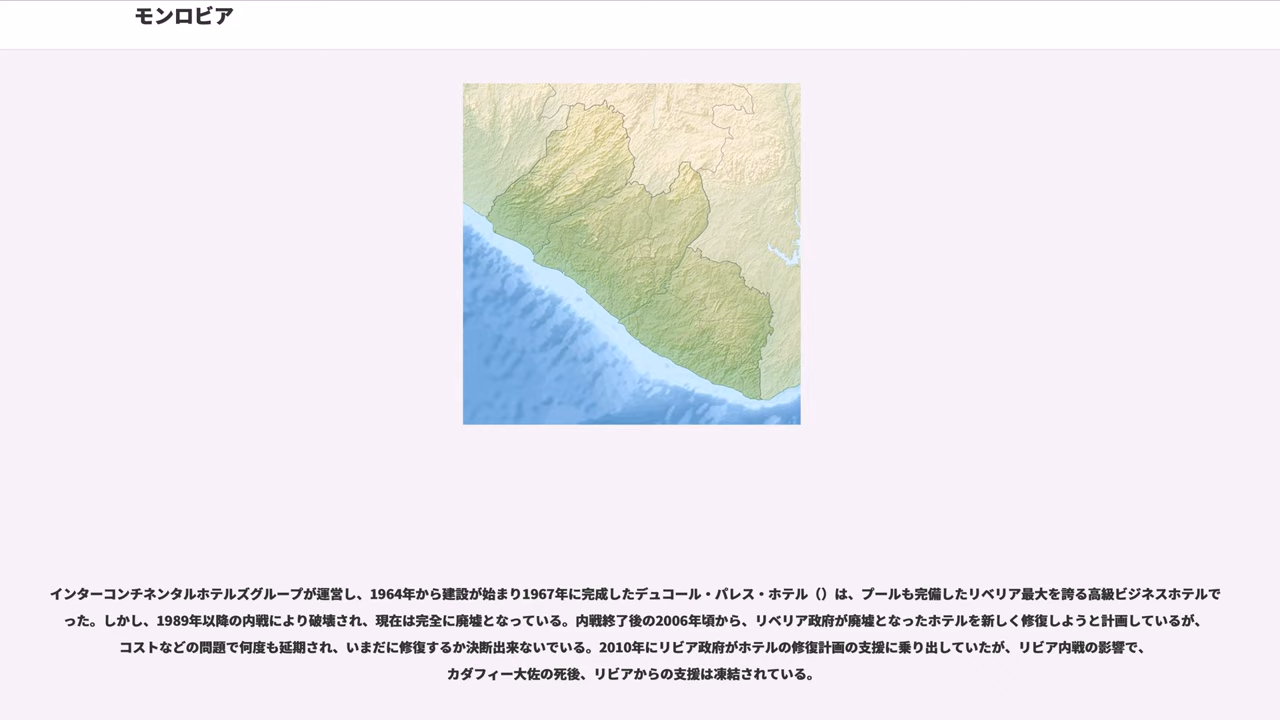 モンロビア
インターコンチネンタルホテルズグループが運営し、1964年から建設が始まり1967年に完成したデュコール・パレス・ホテル（）は、プールも完備したリベリア最大を誇る高級ビジネスホテルで
った。しかし、1989年以降の内戦により破壊され、現在は完全に廃墟となっている。内戦終了後の2006年頃から、リベリア政府が廃墟となったホテルを新しく修復しようと計画しているが、
コストなどの問題で何度も延期され、いまだに修復するか決断出来ないでいる。2010年にリビア政府がホテルの修復計画の支援に乗り出していたが、リビア内戦の影響で、
カダフィー大佐の死後、リビアからの支援は凍結されている。